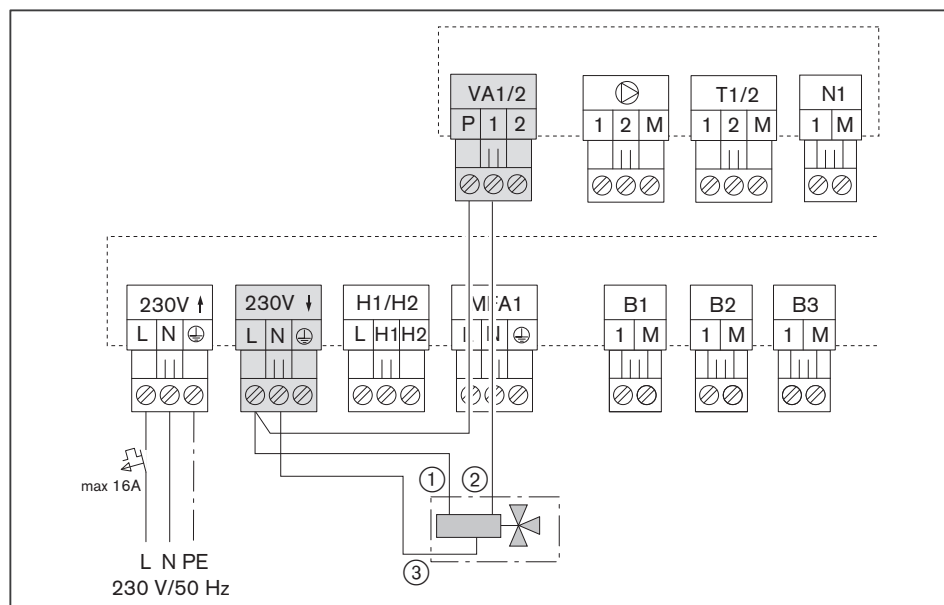 VA1/2
P 1 2
1 2 M
T1/2
1 2 M
N1
1 M
230V ↑
L N ⏚
230V ↓
L N ⏚
H1/H2
L H1 H2
MFA1
N ⏚
B1
1 M
B2
1 M
B3
1 M
max 16A
① ②
③
L N PE
230 V/50 Hz